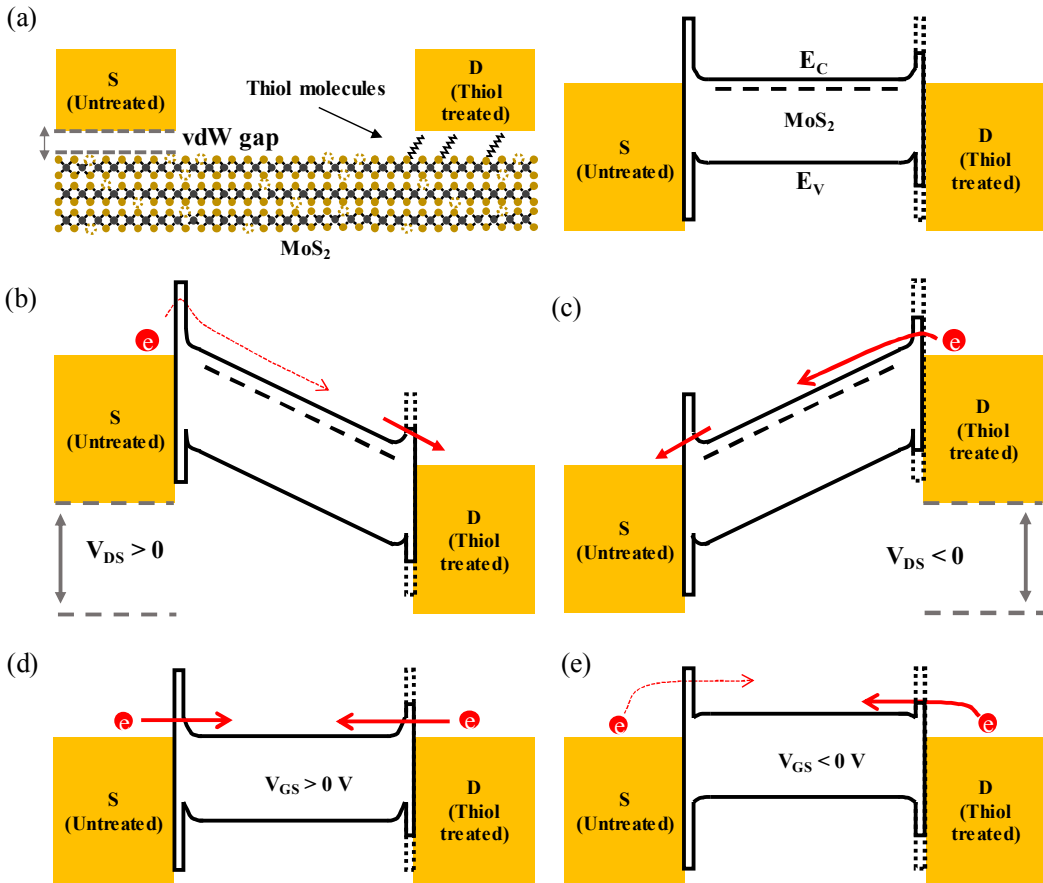 (a)
S
(Untreated)
vdW gap
Thiol molecules
D
(Thiol
treated)
MoS₂
S
(Untreated)
E_C
MoS₂
E_V
D
(Thiol
treated)
(b)
e
S
(Untreated)
V_DS > 0
D
(Thiol
treated)
(c)
e
S
(Untreated)
D
(Thiol
treated)
V_DS < 0
(d)
e
e
S
(Untreated)
V_GS > 0 V
D
(Thiol
treated)
(e)
e
e
S
(Untreated)
V_GS < 0 V
D
(Thiol
treated)